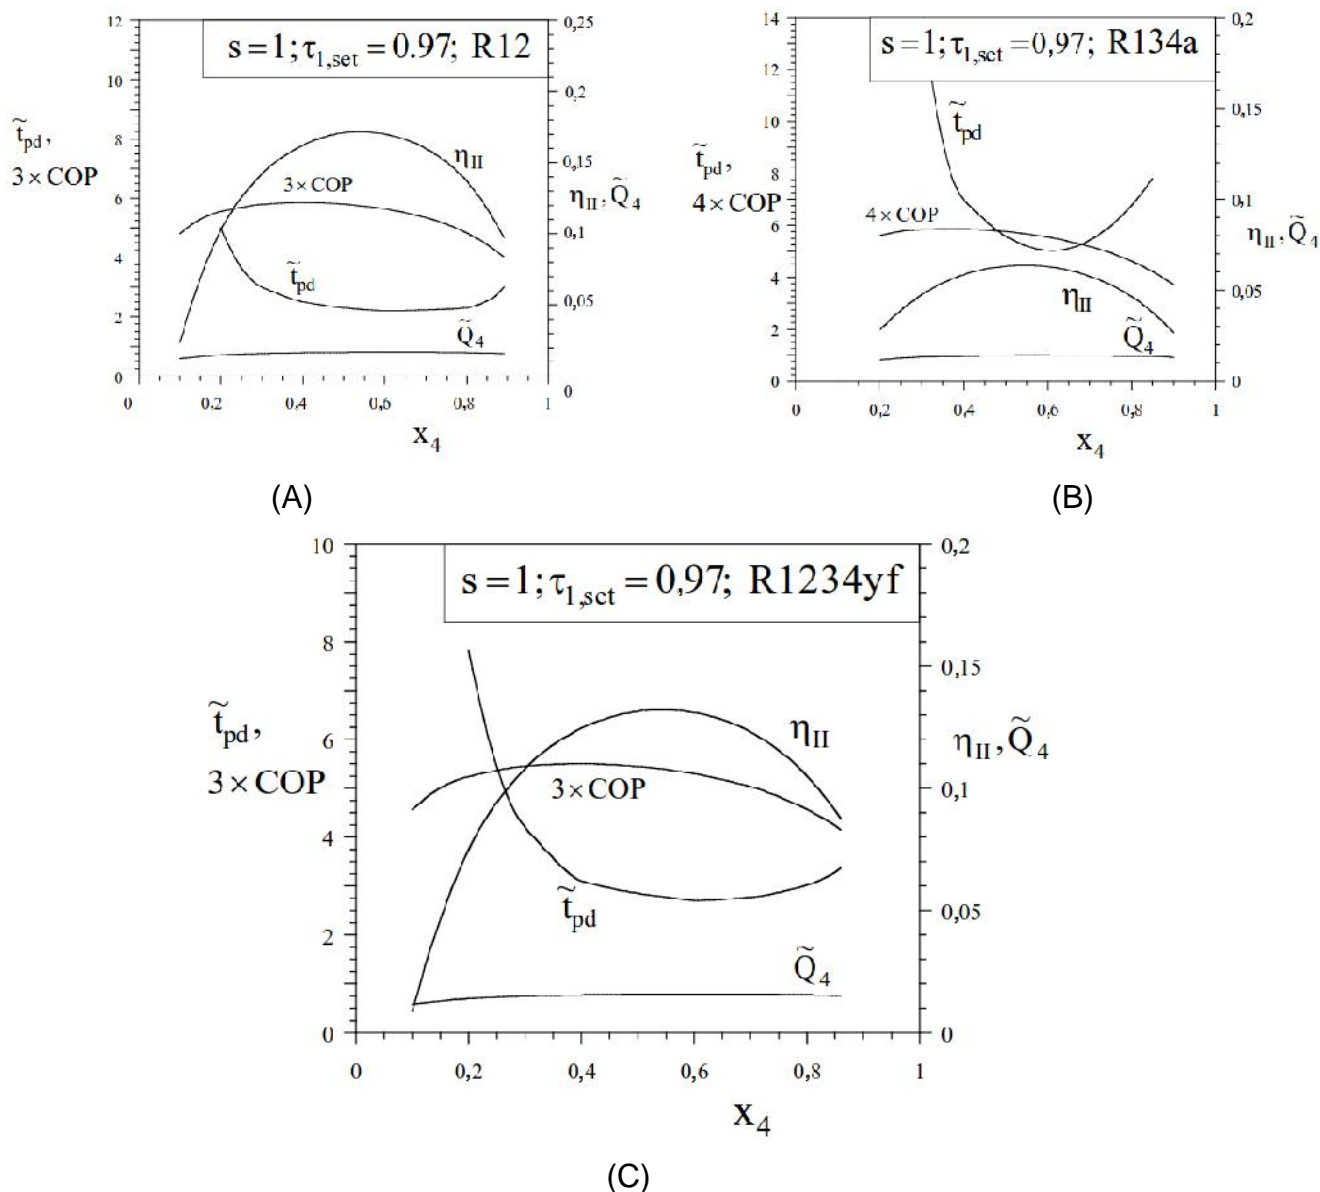 12
10
8
6
4
2
0
t̃pd,
3×COP
s=1;τ1,set=0.97; R12
ηII
3×COP
t̃pd
Q̃4
0,25
0,2
0,15
0,1
0,05
0
ηII,Q̃4
0 0,2 0,4 0,6 0,8 1
x4
(A)
14
12
10
8
6
4
2
0
t̃pd,
4×COP
s=1;τ1,set=0,97; R134a
t̃pd
4×COP
ηII
Q̃4
0,2
0,15
0,1
0,05
0
ηII,Q̃4
0 0,2 0,4 0,6 0,8 1
x4
(B)
10
8
6
4
2
0
t̃pd,
3×COP
s=1;τ1,set=0,97; R1234yf
ηII
3×COP
t̃pd
Q̃4
0,2
0,15
0,1
0,05
0
ηII,Q̃4
0 0,2 0,4 0,6 0,8 1
x4
(C)